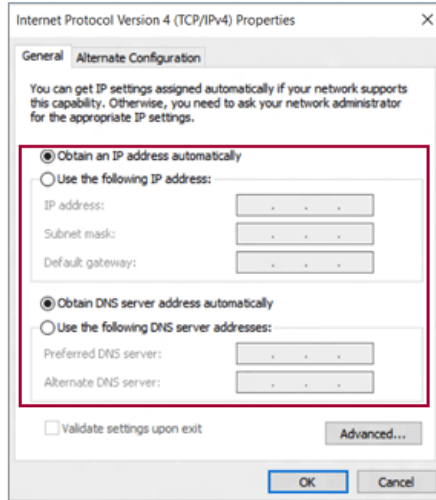 Internet Protocol Version 4 (TCP/IPv4) Properties
General Alternate Configuration
You can get IP settings assigned automatically if your network supports
this capability. Otherwise, you need to ask your network administrator
for the appropriate IP settings.
Obtain an IP address automatically
Use the following IP address:
IP address:
Subnet mask:
Default gateway:
Obtain DNS server address automatically
Use the following DNS server addresses:
Preferred DNS server:
Alternate DNS server:
Validate settings upon exit
Advanced...
OK Cancel